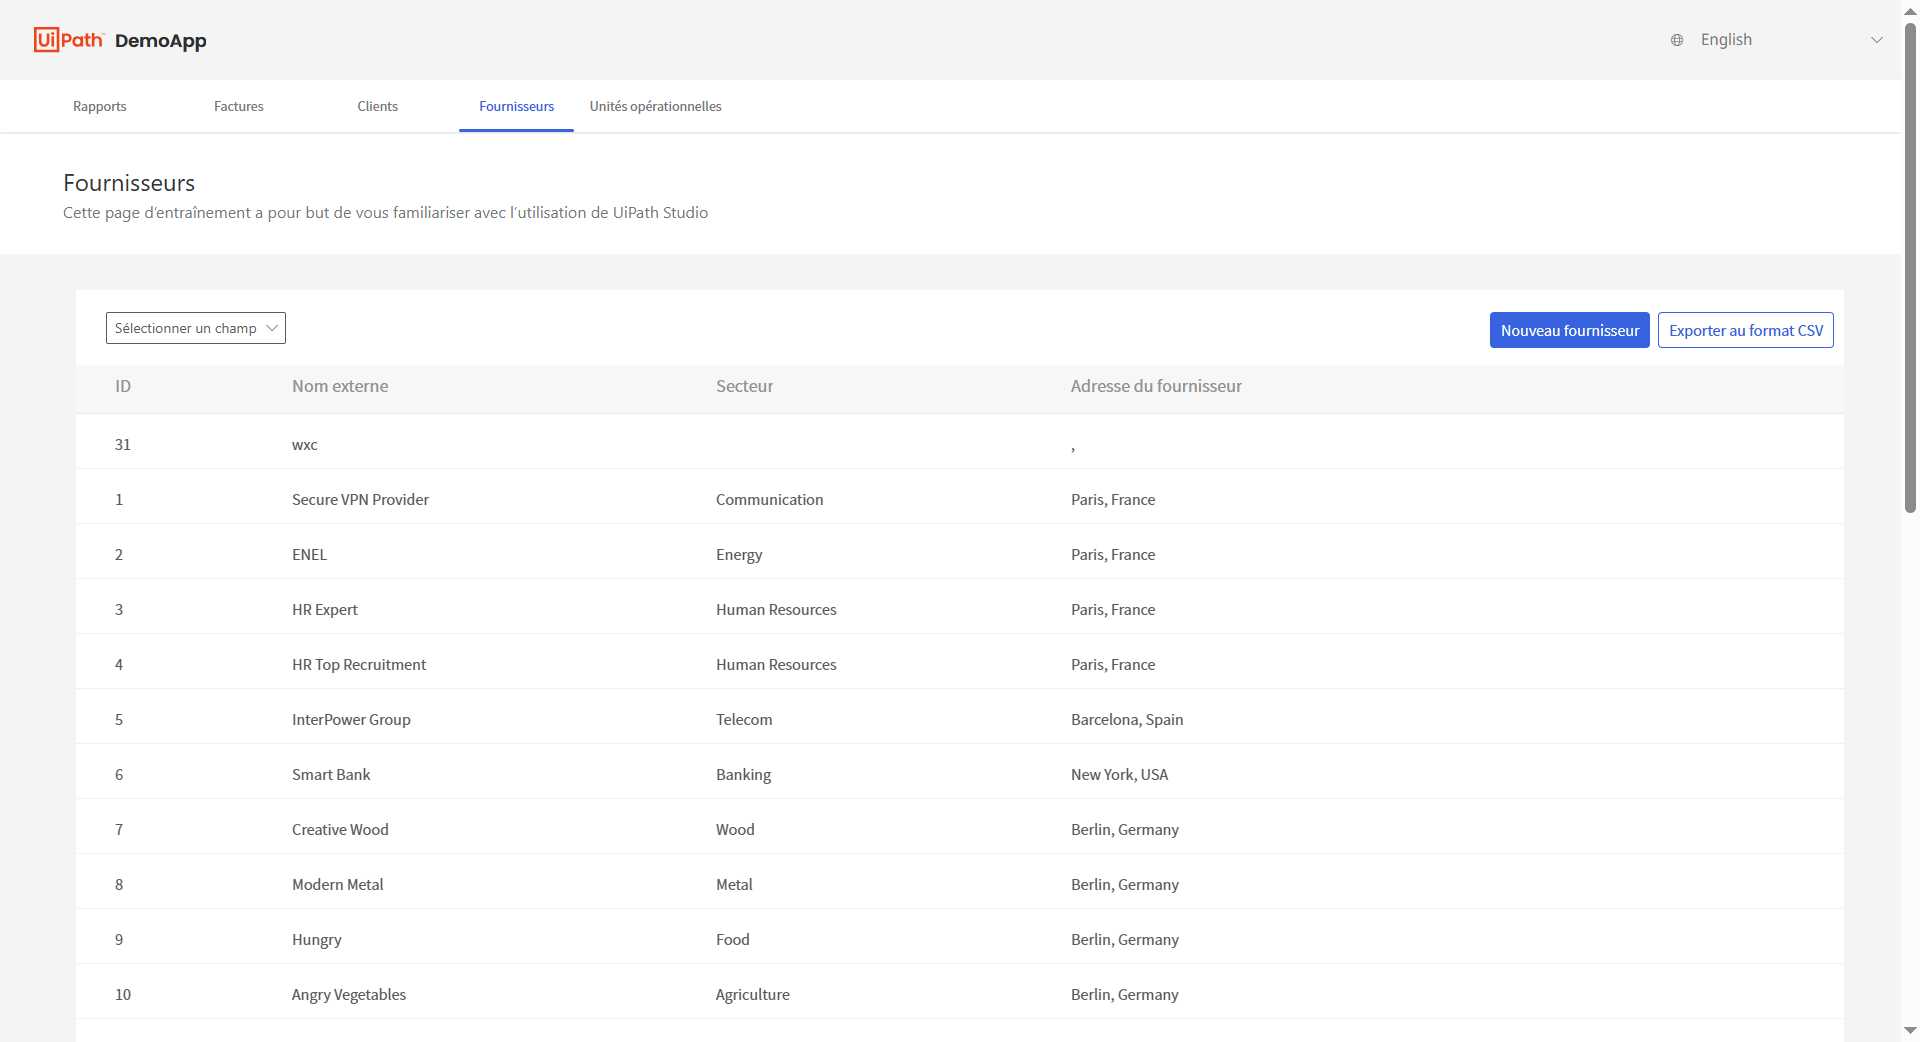 UiPath DemoApp
English
Rapports Factures Clients Fournisseurs Unités opérationnelles
Fournisseurs
Cette page d’entraînement a pour but de vous familiariser avec l’utilisation de UiPath Studio
Sélectionner un champ Nouveau fournisseur Exporter au format CSV
ID Nom externe Secteur Adresse du fournisseur
31 wxc ,
1 Secure VPN Provider Communication Paris, France
2 ENEL Energy Paris, France
3 HR Expert Human Resources Paris, France
4 HR Top Recruitment Human Resources Paris, France
5 InterPower Group Telecom Barcelona, Spain
6 Smart Bank Banking New York, USA
7 Creative Wood Wood Berlin, Germany
8 Modern Metal Metal Berlin, Germany
9 Hungry Food Berlin, Germany
10 Angry Vegetables Agriculture Berlin, Germany